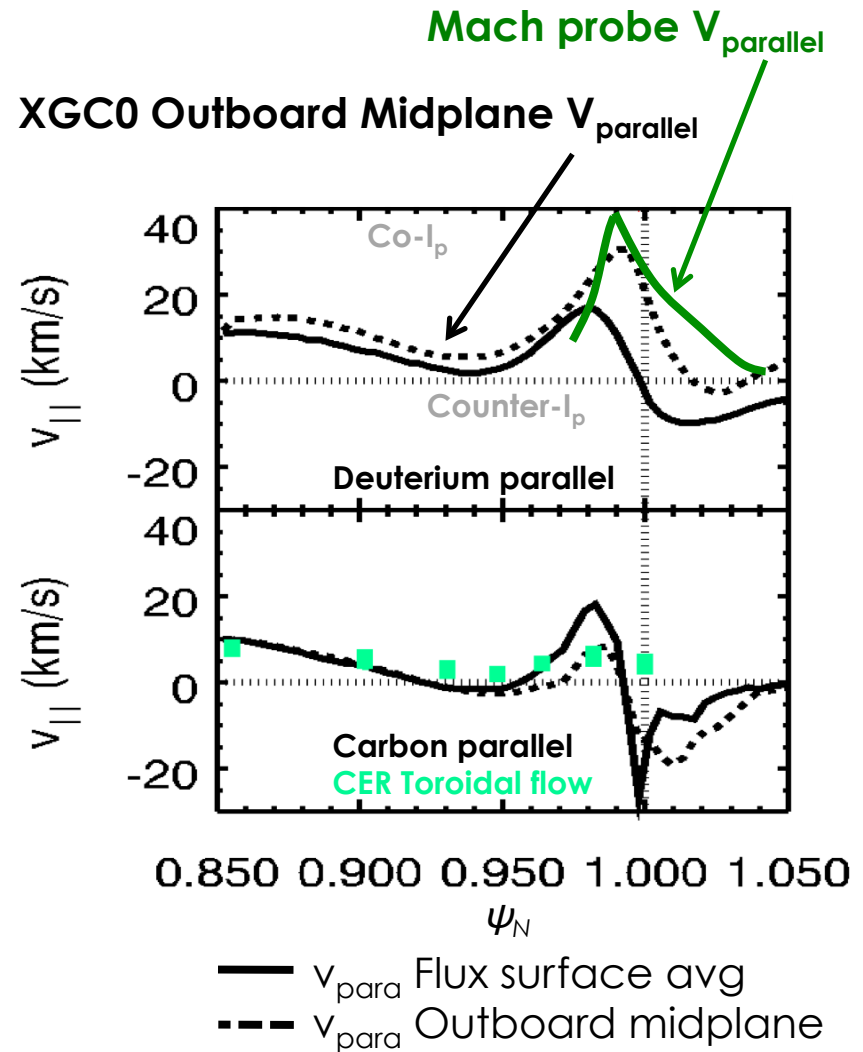 Mach probe Vparallel
XGC0 Outboard Midplane Vparallel
40
20
0
-20
v|| (km/s)
Co-Ip
Counter-Ip
Deuterium parallel
40
20
0
-20
v|| (km/s)
Carbon parallel
CER Toroidal flow
0.850 0.900 0.950 1.000 1.050
ψN
vpara Flux surface avg
vpara Outboard midplane